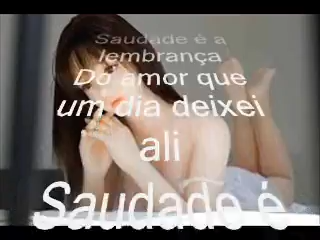 Saudade é a
lembrança
Do amor que
um dia deixei
ali
Saudade é